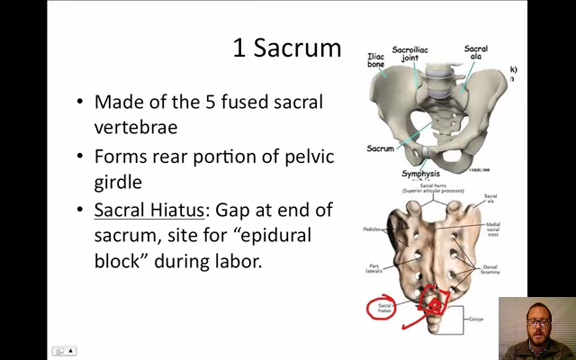 1 Sacrum
• Made of the 5 fused sacral
vertebrae
• Forms rear portion of pelvic
girdle
• Sacral Hiatus: Gap at end of
sacrum, site for “epidural
block” during labor.
Iliac
bone
Sacroiliac
joint
Sacral
ala
k)
Sacrum
Symphysis
Sacral horns
(Superior articular processes)
Sacral
ala
Pedicles
Medial
sacral
crest
Pars
lateralis
Dorsal
foramina
Sacral
hiatus
Coccyx